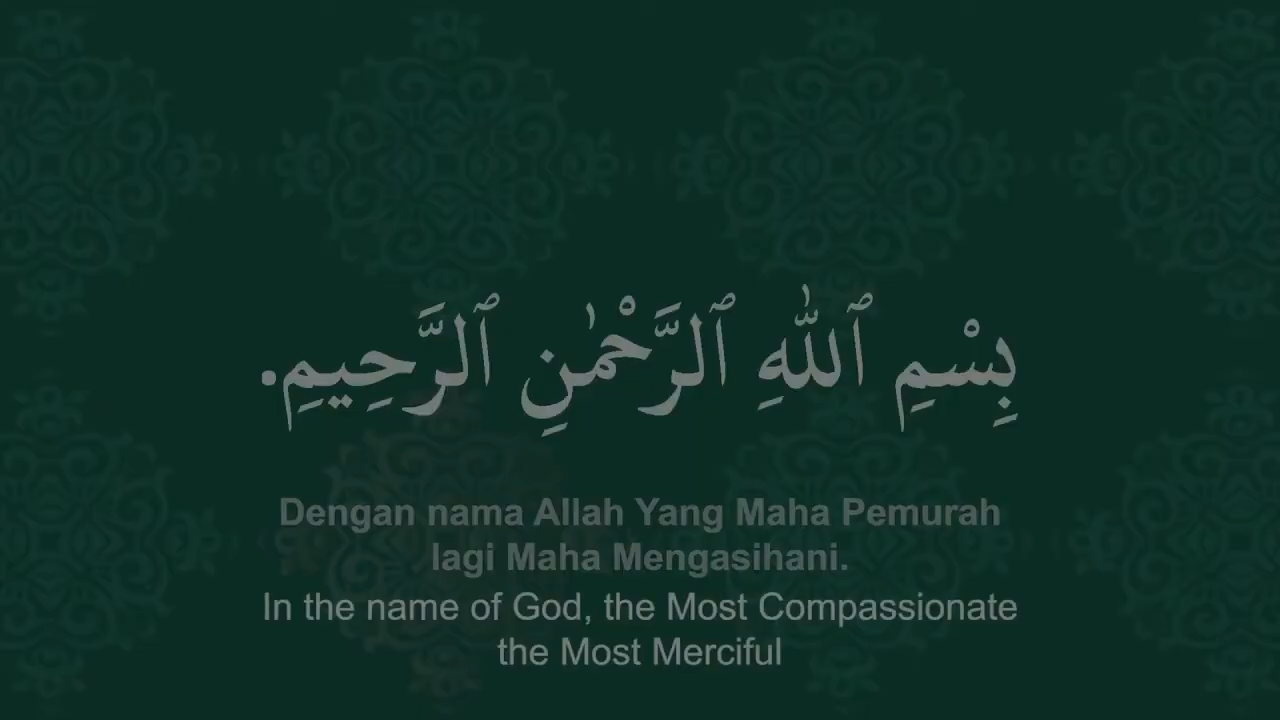 بِسْمِ ٱللَّهِ ٱلرَّحْمَٰنِ ٱلرَّحِيمِ.
Dengan nama Allah Yang Maha Pemurah
lagi Maha Mengasihani.
In the name of God, the Most Compassionate
the Most Merciful